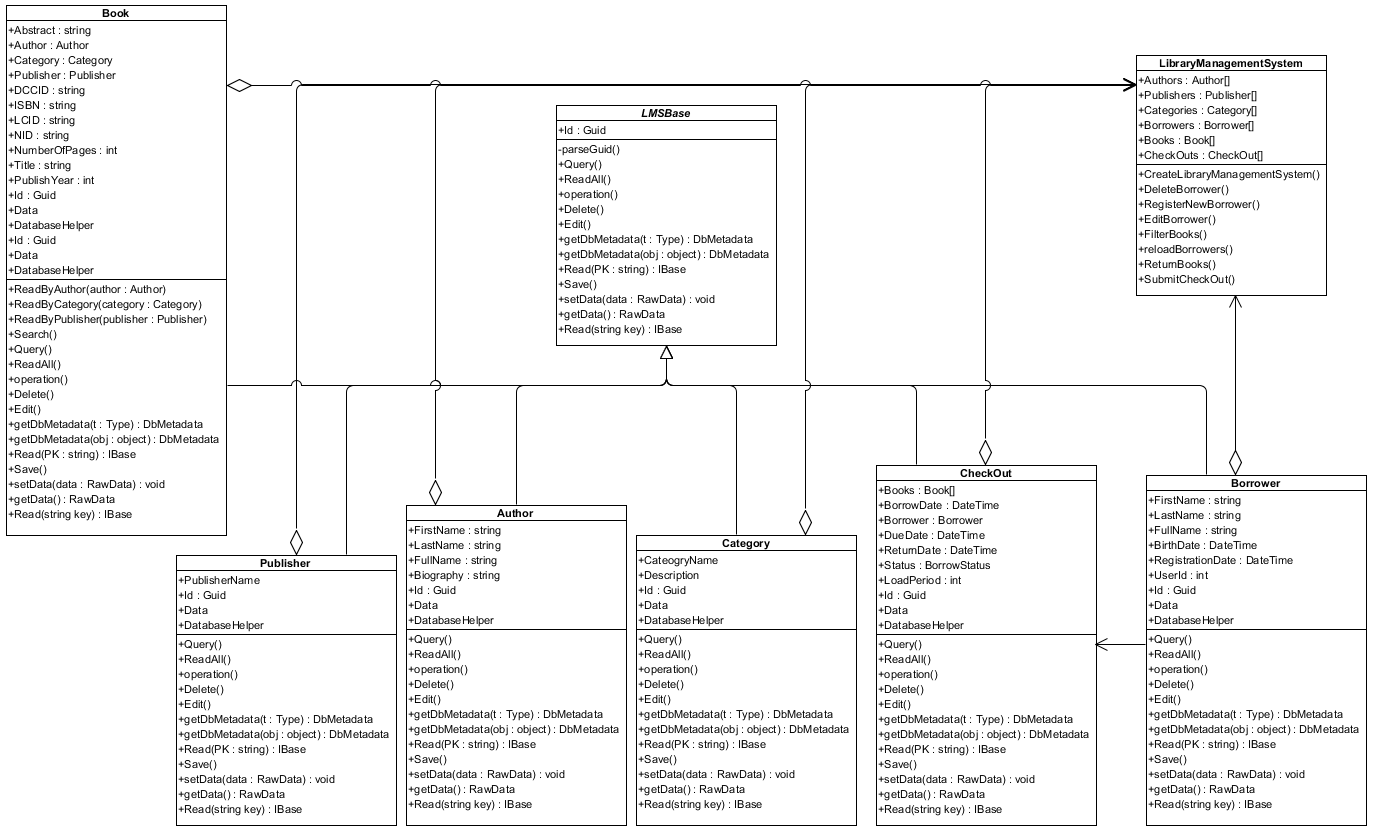 Book
+Abstract : string
+Author : Author
+Category : Category
+Publisher : Publisher
+DCCID : string
+ISBN : string
+LCID : string
+NID : string
+NumberOfPages : int
+Title : string
+PublishYear : int
+Id : Guid
+Data
+DatabaseHelper
+Id : Guid
+Data
+DatabaseHelper
+ReadByAuthor(author : Author)
+ReadByCategory(category : Category)
+ReadByPublisher(publisher : Publisher)
+Search()
+Query()
+ReadAll()
+operation()
+Delete()
+Edit()
+getDbMetadata(t : Type) : DbMetadata
+getDbMetadata(obj : object) : DbMetadata
+Read(PK : string) : IBase
+Save()
+setData(data : RawData) : void
+getData() : RawData
+Read(string key) : IBase
LMSBase
+Id : Guid
-parseGuid()
+Query()
+ReadAll()
+operation()
+Delete()
+Edit()
+getDbMetadata(t : Type) : DbMetadata
+getDbMetadata(obj : object) : DbMetadata
+Read(PK : string) : IBase
+Save()
+setData(data : RawData) : void
+getData() : RawData
+Read(string key) : IBase
LibraryManagementSystem
+Authors : Author[]
+Publishers : Publisher[]
+Categories : Category[]
+Borrowers : Borrower[]
+Books : Book[]
+CheckOuts : CheckOut[]
+CreateLibraryManagementSystem()
+DeleteBorrower()
+RegisterNewBorrower()
+EditBorrower()
+FilterBooks()
+reloadBorrowers()
+ReturnBooks()
+SubmitCheckOut()
Publisher
+PublisherName
+Id : Guid
+Data
+DatabaseHelper
+Query()
+ReadAll()
+operation()
+Delete()
+Edit()
+getDbMetadata(t : Type) : DbMetadata
+getDbMetadata(obj : object) : DbMetadata
+Read(PK : string) : IBase
+Save()
+setData(data : RawData) : void
+getData() : RawData
+Read(string key) : IBase
Author
+FirstName : string
+LastName : string
+FullName : string
+Biography : string
+Id : Guid
+Data
+DatabaseHelper
+Query()
+ReadAll()
+operation()
+Delete()
+Edit()
+getDbMetadata(t : Type) : DbMetadata
+getDbMetadata(obj : object) : DbMetadata
+Read(PK : string) : IBase
+Save()
+setData(data : RawData) : void
+getData() : RawData
+Read(string key) : IBase
Category
+CateogryName
+Description
+Id : Guid
+Data
+DatabaseHelper
+Query()
+ReadAll()
+operation()
+Delete()
+Edit()
+getDbMetadata(t : Type) : DbMetadata
+getDbMetadata(obj : object) : DbMetadata
+Read(PK : string) : IBase
+Save()
+setData(data : RawData) : void
+getData() : RawData
+Read(string key) : IBase
CheckOut
+Books : Book[]
+BorrowDate : DateTime
+Borrower : Borrower
+DueDate : DateTime
+ReturnDate : DateTime
+Status : BorrowStatus
+LoadPeriod : int
+Id : Guid
+Data
+DatabaseHelper
+Query()
+ReadAll()
+operation()
+Delete()
+Edit()
+getDbMetadata(t : Type) : DbMetadata
+getDbMetadata(obj : object) : DbMetadata
+Read(PK : string) : IBase
+Save()
+setData(data : RawData) : void
+getData() : RawData
+Read(string key) : IBase
Borrower
+FirstName : string
+LastName : string
+FullName : string
+BirthDate : DateTime
+RegistrationDate : DateTime
+UserId : int
+Id : Guid
+Data
+DatabaseHelper
+Query()
+ReadAll()
+operation()
+Delete()
+Edit()
+getDbMetadata(t : Type) : DbMetadata
+getDbMetadata(obj : object) : DbMetadata
+Read(PK : string) : IBase
+Save()
+setData(data : RawData) : void
+getData() : RawData
+Read(string key) : IBase